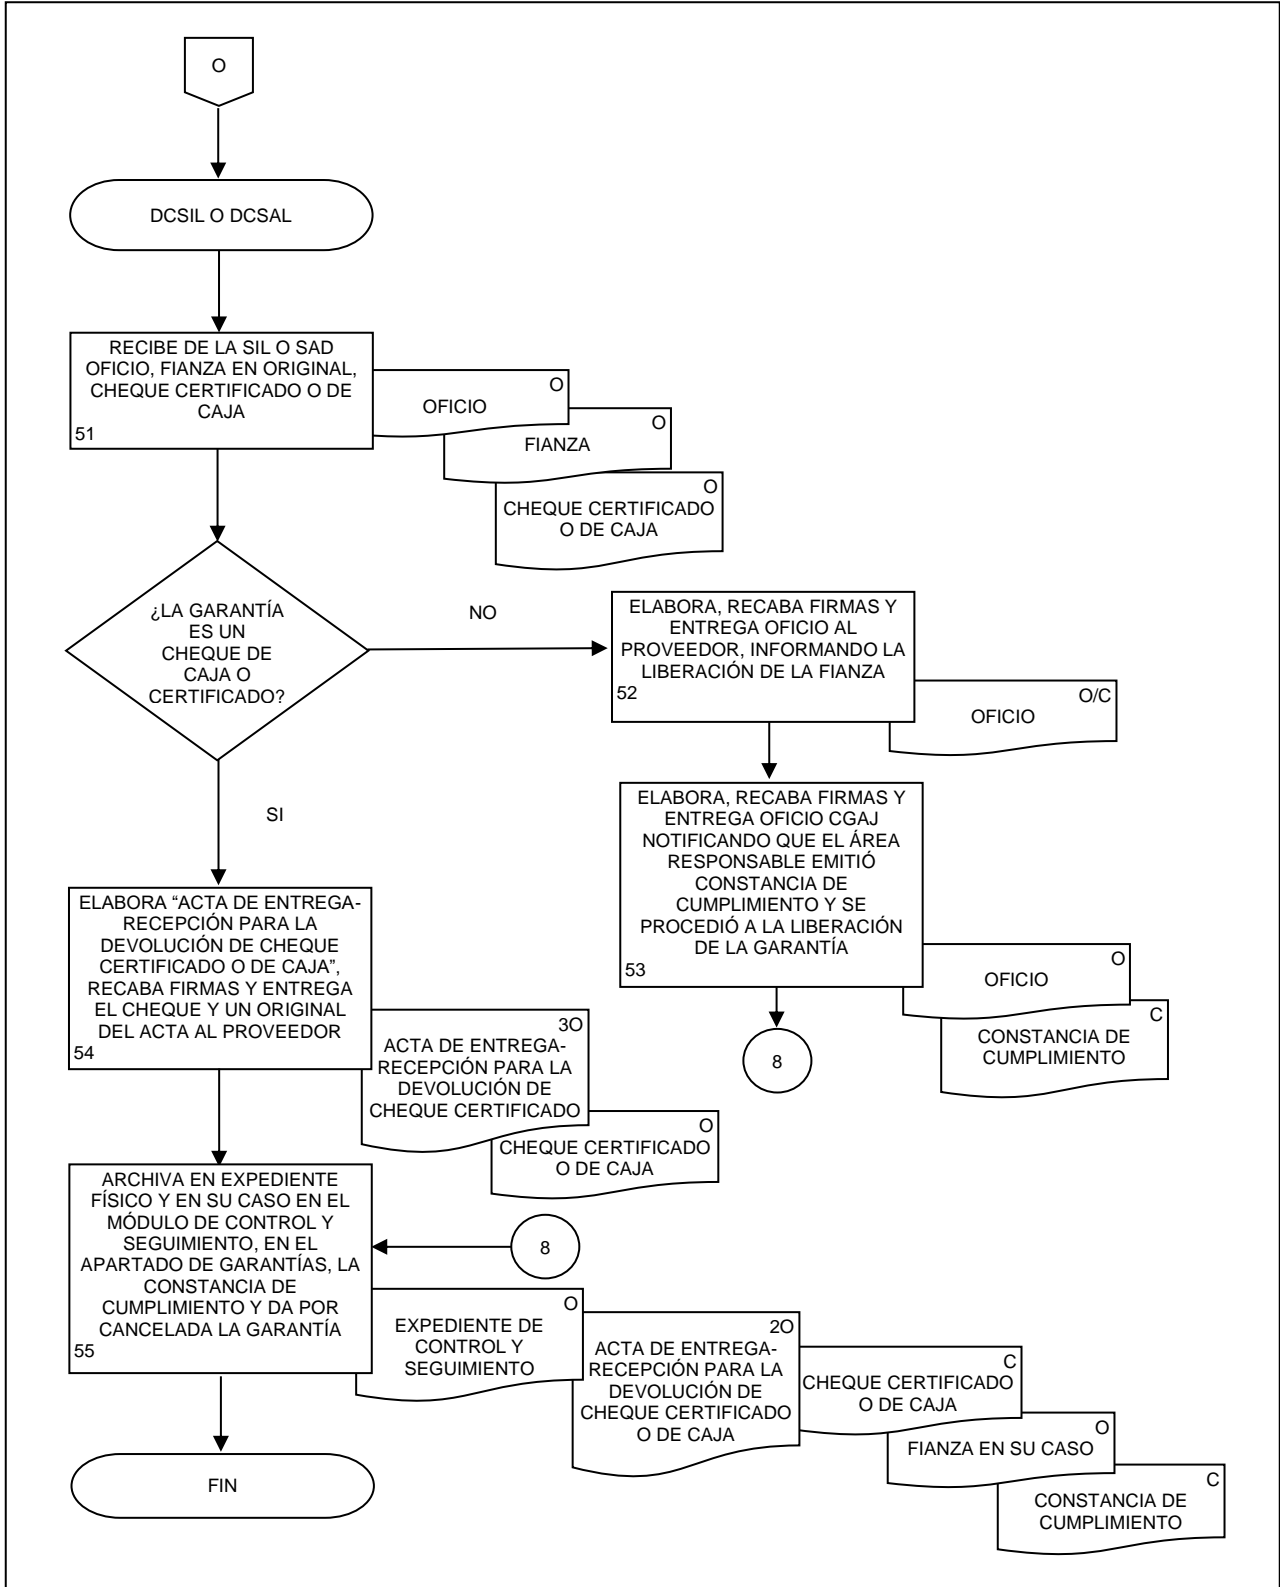 O
DCSIL O DCSAL
RECIBE DE LA SIL O SAD
OFICIO, FIANZA EN ORIGINAL,
CHEQUE CERTIFICADO O DE
CAJA
51
O
OFICIO
O
FIANZA
O
CHEQUE CERTIFICADO
O DE CAJA
¿LA GARANTÍA
ES UN
CHEQUE DE
CAJA O
CERTIFICADO?
NO
ELABORA, RECABA FIRMAS Y
ENTREGA OFICIO AL
PROVEEDOR, INFORMANDO LA
LIBERACIÓN DE LA FIANZA
52
O/C
OFICIO
ELABORA, RECABA FIRMAS Y
ENTREGA OFICIO CGAJ
NOTIFICANDO QUE EL ÁREA
RESPONSABLE EMITIÓ
CONSTANCIA DE
CUMPLIMIENTO Y SE
PROCEDIÓ A LA LIBERACIÓN
DE LA GARANTÍA
53
O
OFICIO
C
CONSTANCIA DE
CUMPLIMIENTO
8
SI
ELABORA “ACTA DE ENTREGA-
RECEPCIÓN PARA LA
DEVOLUCIÓN DE CHEQUE
CERTIFICADO O DE CAJA”,
RECABA FIRMAS Y ENTREGA
EL CHEQUE Y UN ORIGINAL
DEL ACTA AL PROVEEDOR
54
3O
ACTA DE ENTREGA-
RECEPCIÓN PARA LA
DEVOLUCIÓN DE
CHEQUE CERTIFICADO
O
CHEQUE CERTIFICADO
O DE CAJA
ARCHIVA EN EXPEDIENTE
FÍSICO Y EN SU CASO EN EL
MÓDULO DE CONTROL Y
SEGUIMIENTO, EN EL
APARTADO DE GARANTÍAS, LA
CONSTANCIA DE
CUMPLIMIENTO Y DA POR
CANCELADA LA GARANTÍA
55
8
O
EXPEDIENTE DE
CONTROL Y
SEGUIMIENTO
2O
ACTA DE ENTREGA-
RECEPCIÓN PARA LA
DEVOLUCIÓN DE
CHEQUE CERTIFICADO
O DE CAJA
C
CHEQUE CERTIFICADO
O DE CAJA
O
FIANZA EN SU CASO
C
CONSTANCIA DE
CUMPLIMIENTO
FIN